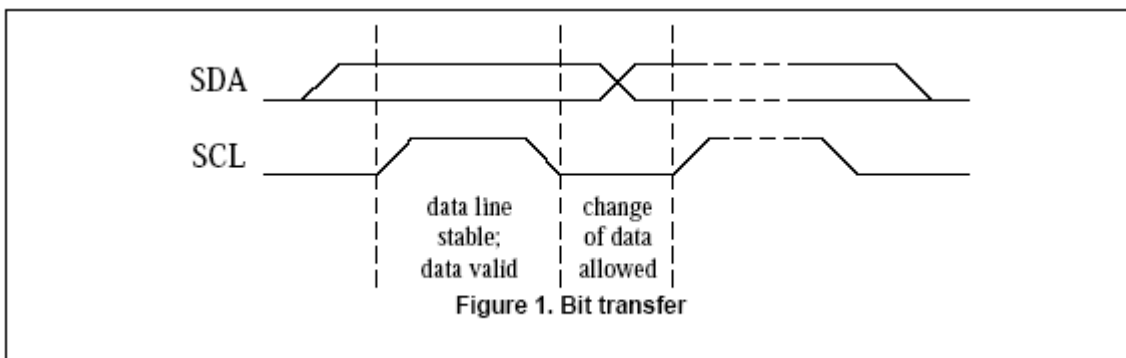 SDA
SCL
data line
stable;
data valid
change
of data
allowed
Figure 1. Bit transfer